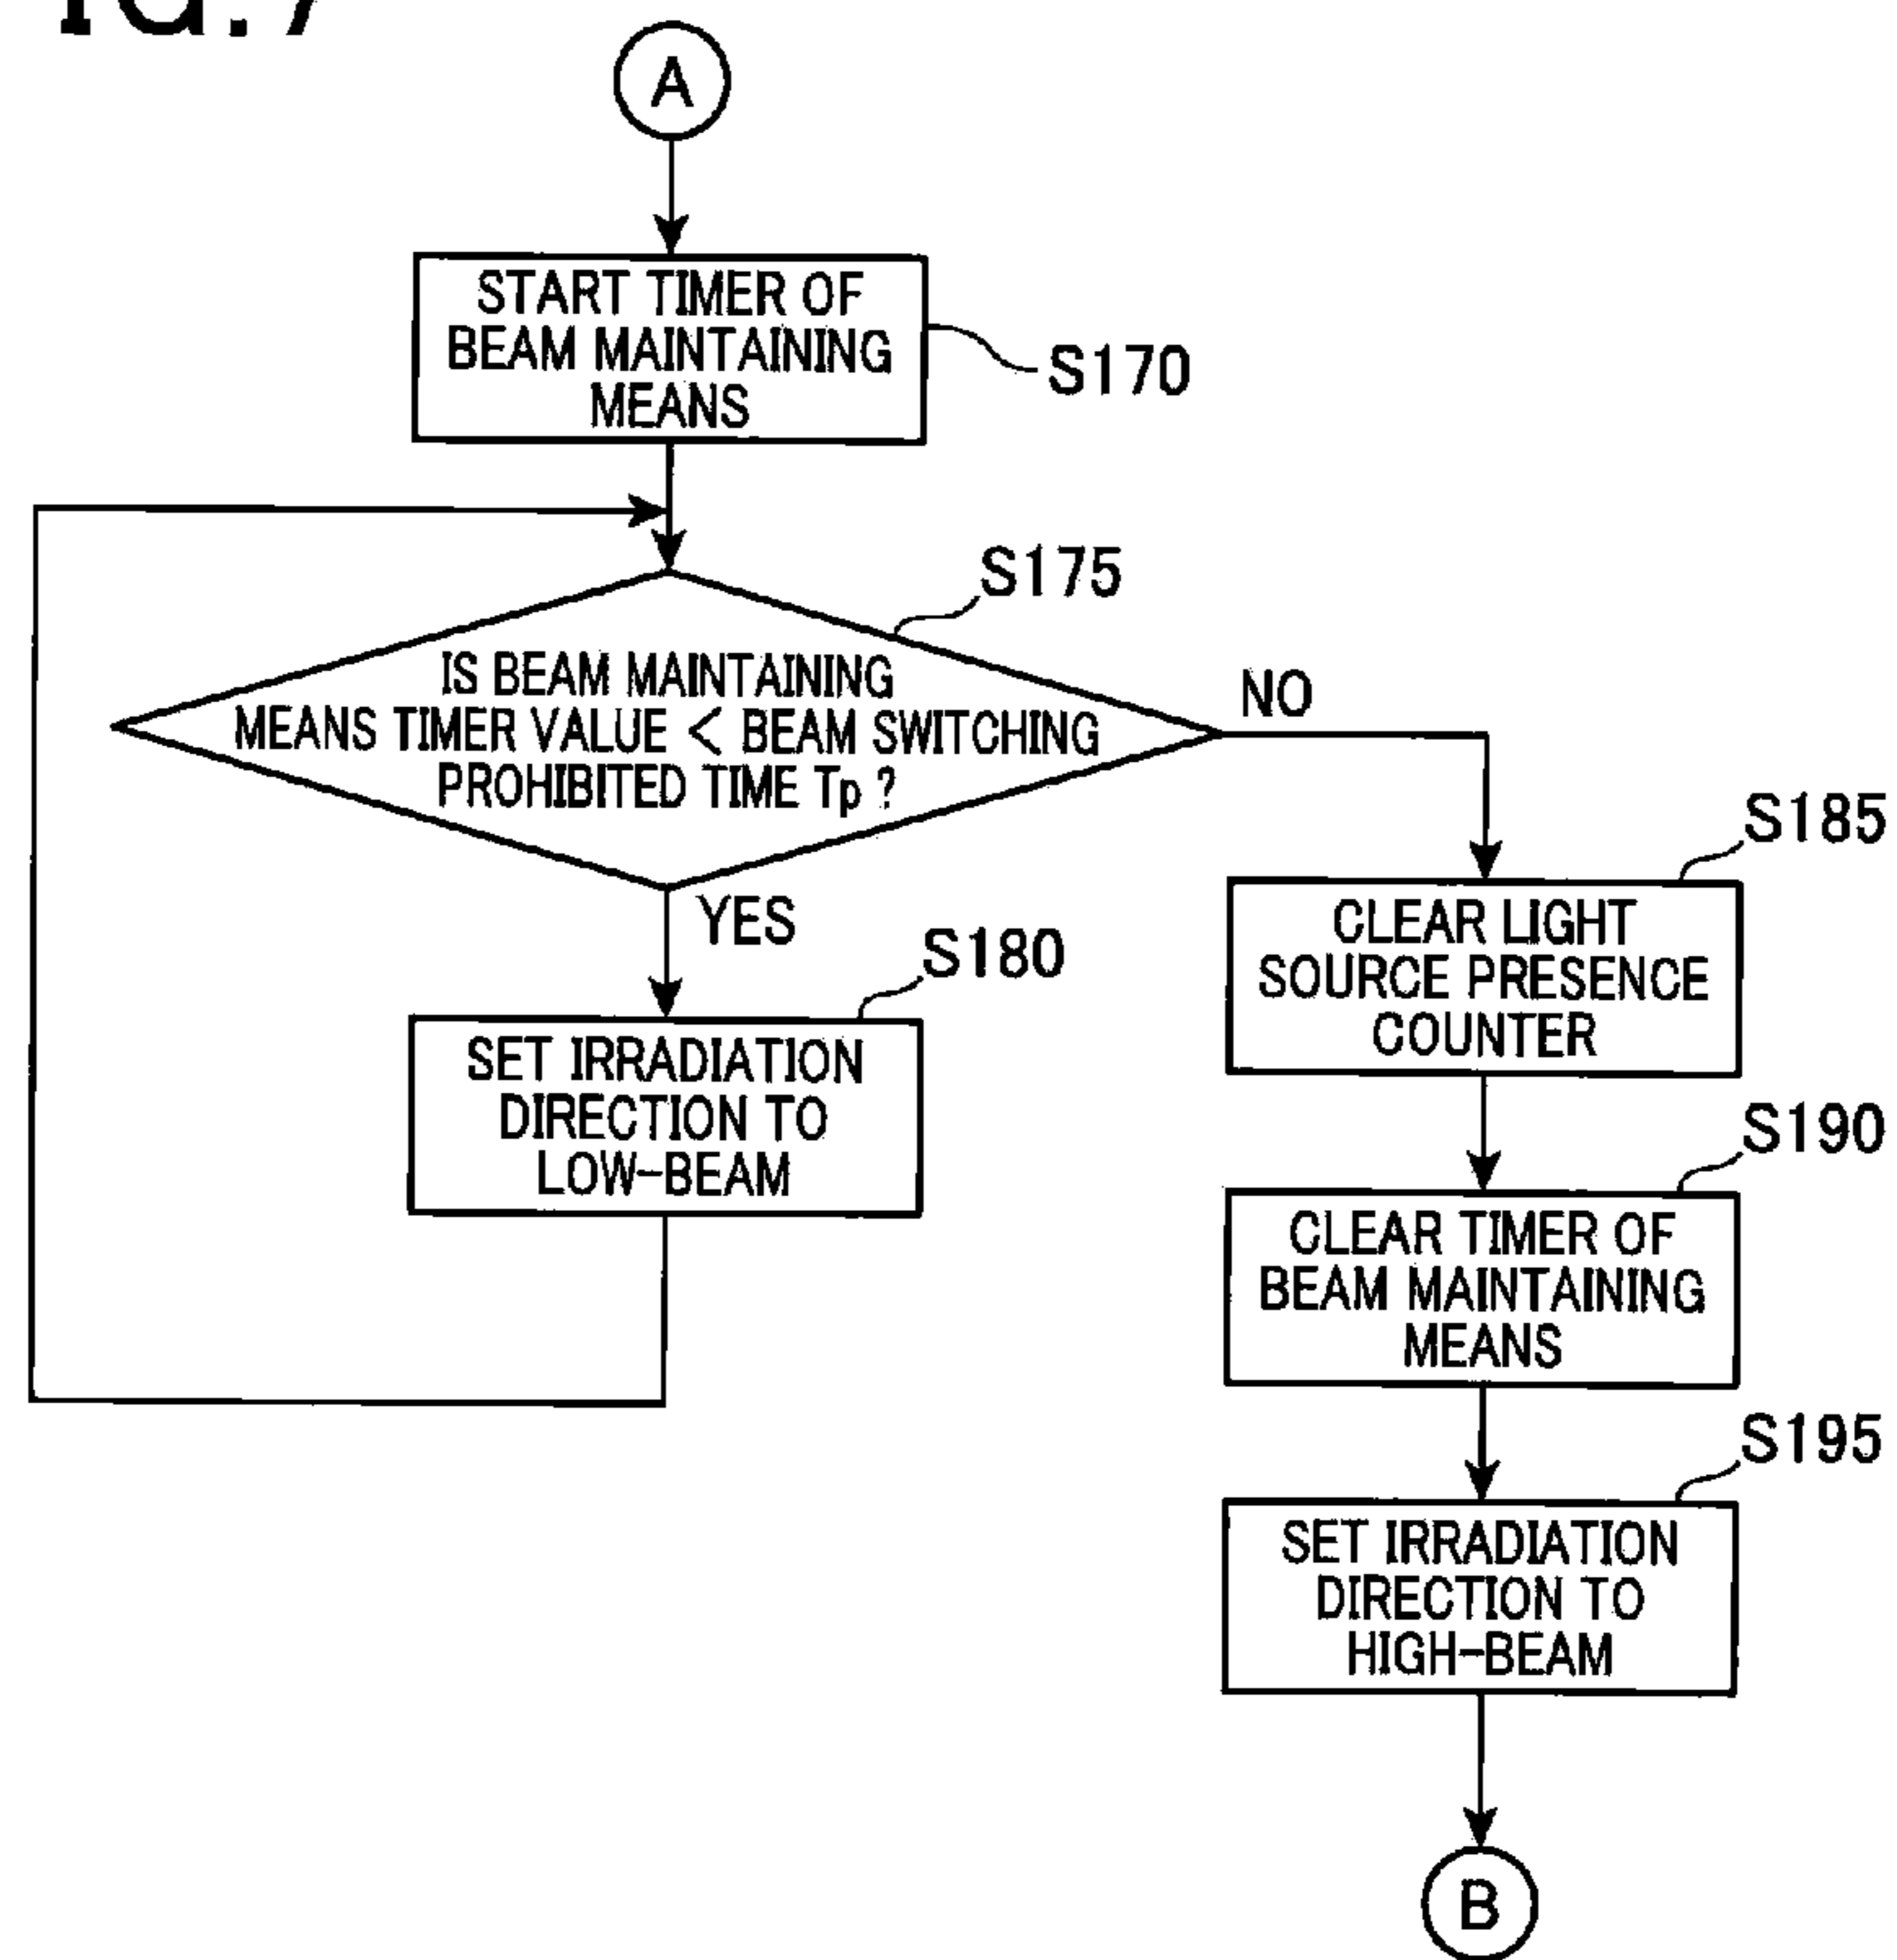 A
START TIMER OF
BEAM MAINTAINING
MEANS
S170
S175
IS BEAM MAINTAINING
MEANS TIMER VALUE < BEAM SWITCHING
PROHIBITED TIME Tp ?
NO
YES
S180
SET IRRADIATION
DIRECTION TO
LOW-BEAM
S185
CLEAR LIGHT
SOURCE PRESENCE
COUNTER
S190
CLEAR TIMER OF
BEAM MAINTAINING
MEANS
S195
SET IRRADIATION
DIRECTION TO
HIGH-BEAM
B